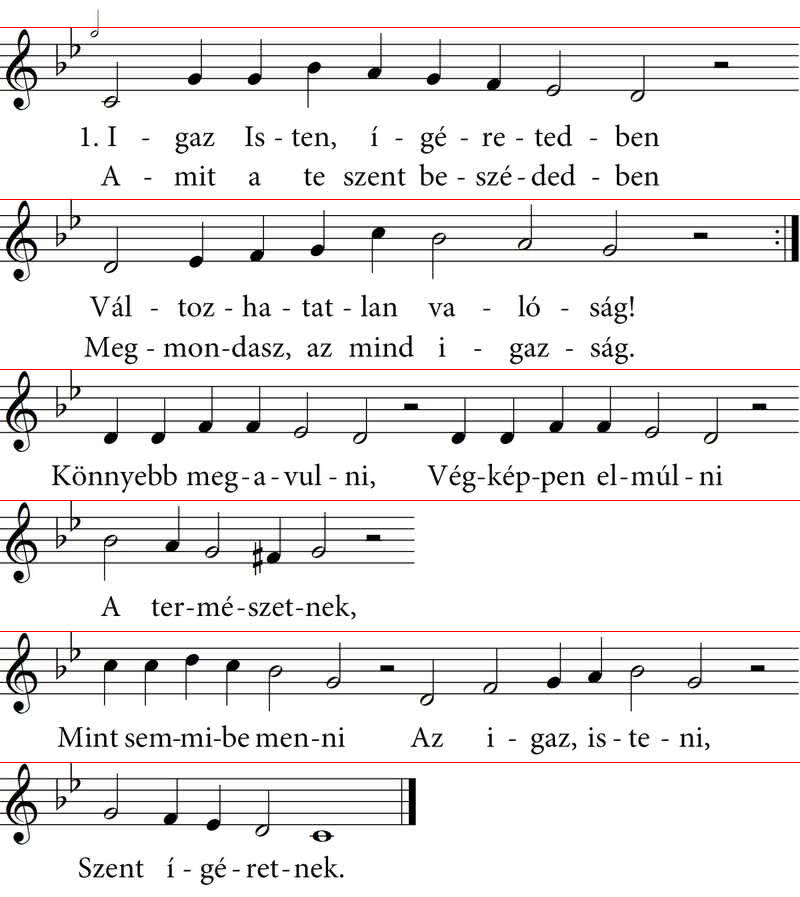 1. I - gaz Is - ten, í - gé - re - ted - ben
A - mit a te szent be - szé - ded - ben
Vál - toz - ha - tat - lan va - ló - ság!
Meg - mon - dasz, az mind i - gaz - ság.
Könnyebb meg - a - vul - ni, Vég - kép - pen el - múl - ni
A ter - mé - szet - nek,
Mint sem - mi - be men - ni Az i - gaz, is - te - ni,
Szent í - gé - ret - nek.